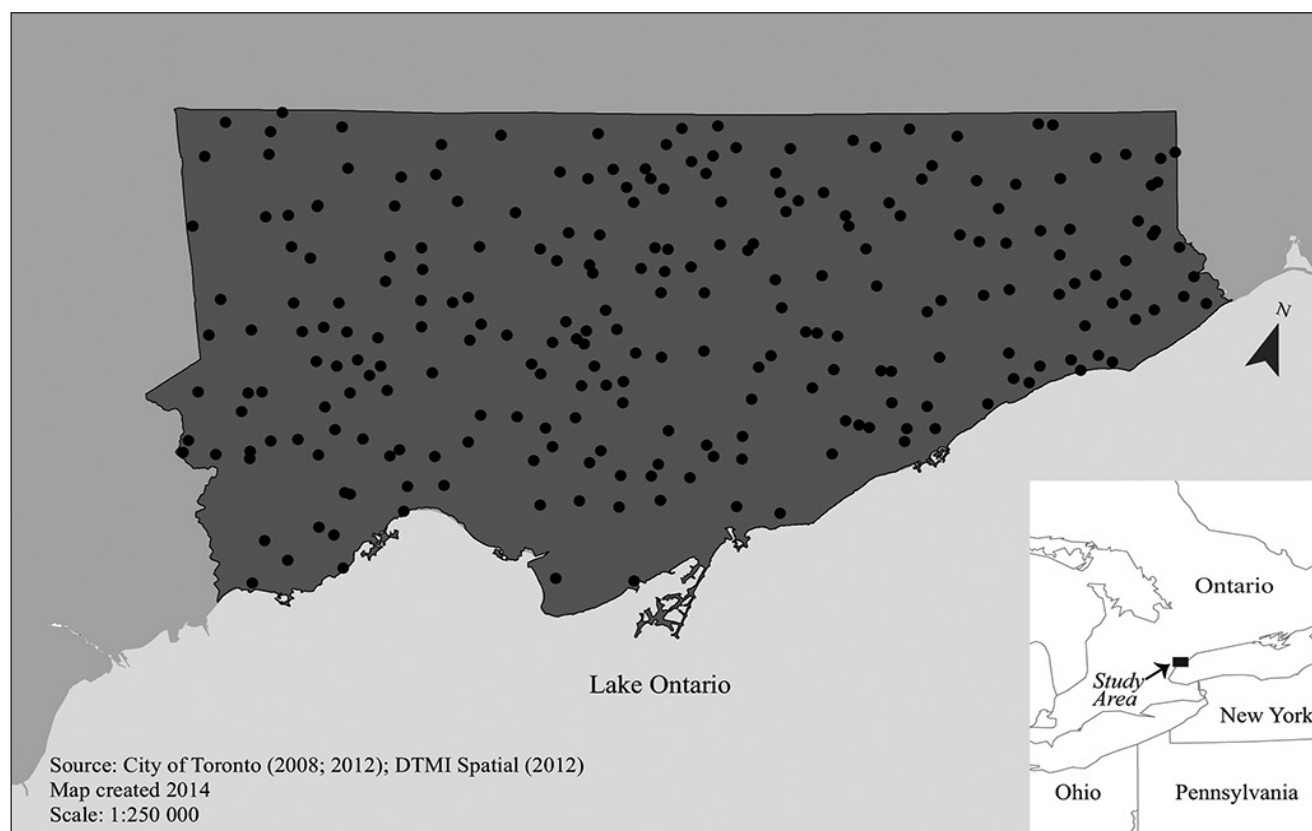 N
Lake Ontario
Source: City of Toronto (2008; 2012); DTMI Spatial (2012)
Map created 2014
Scale: 1:250 000
Ontario
Study
Area
New York
Ohio
Pennsylvania